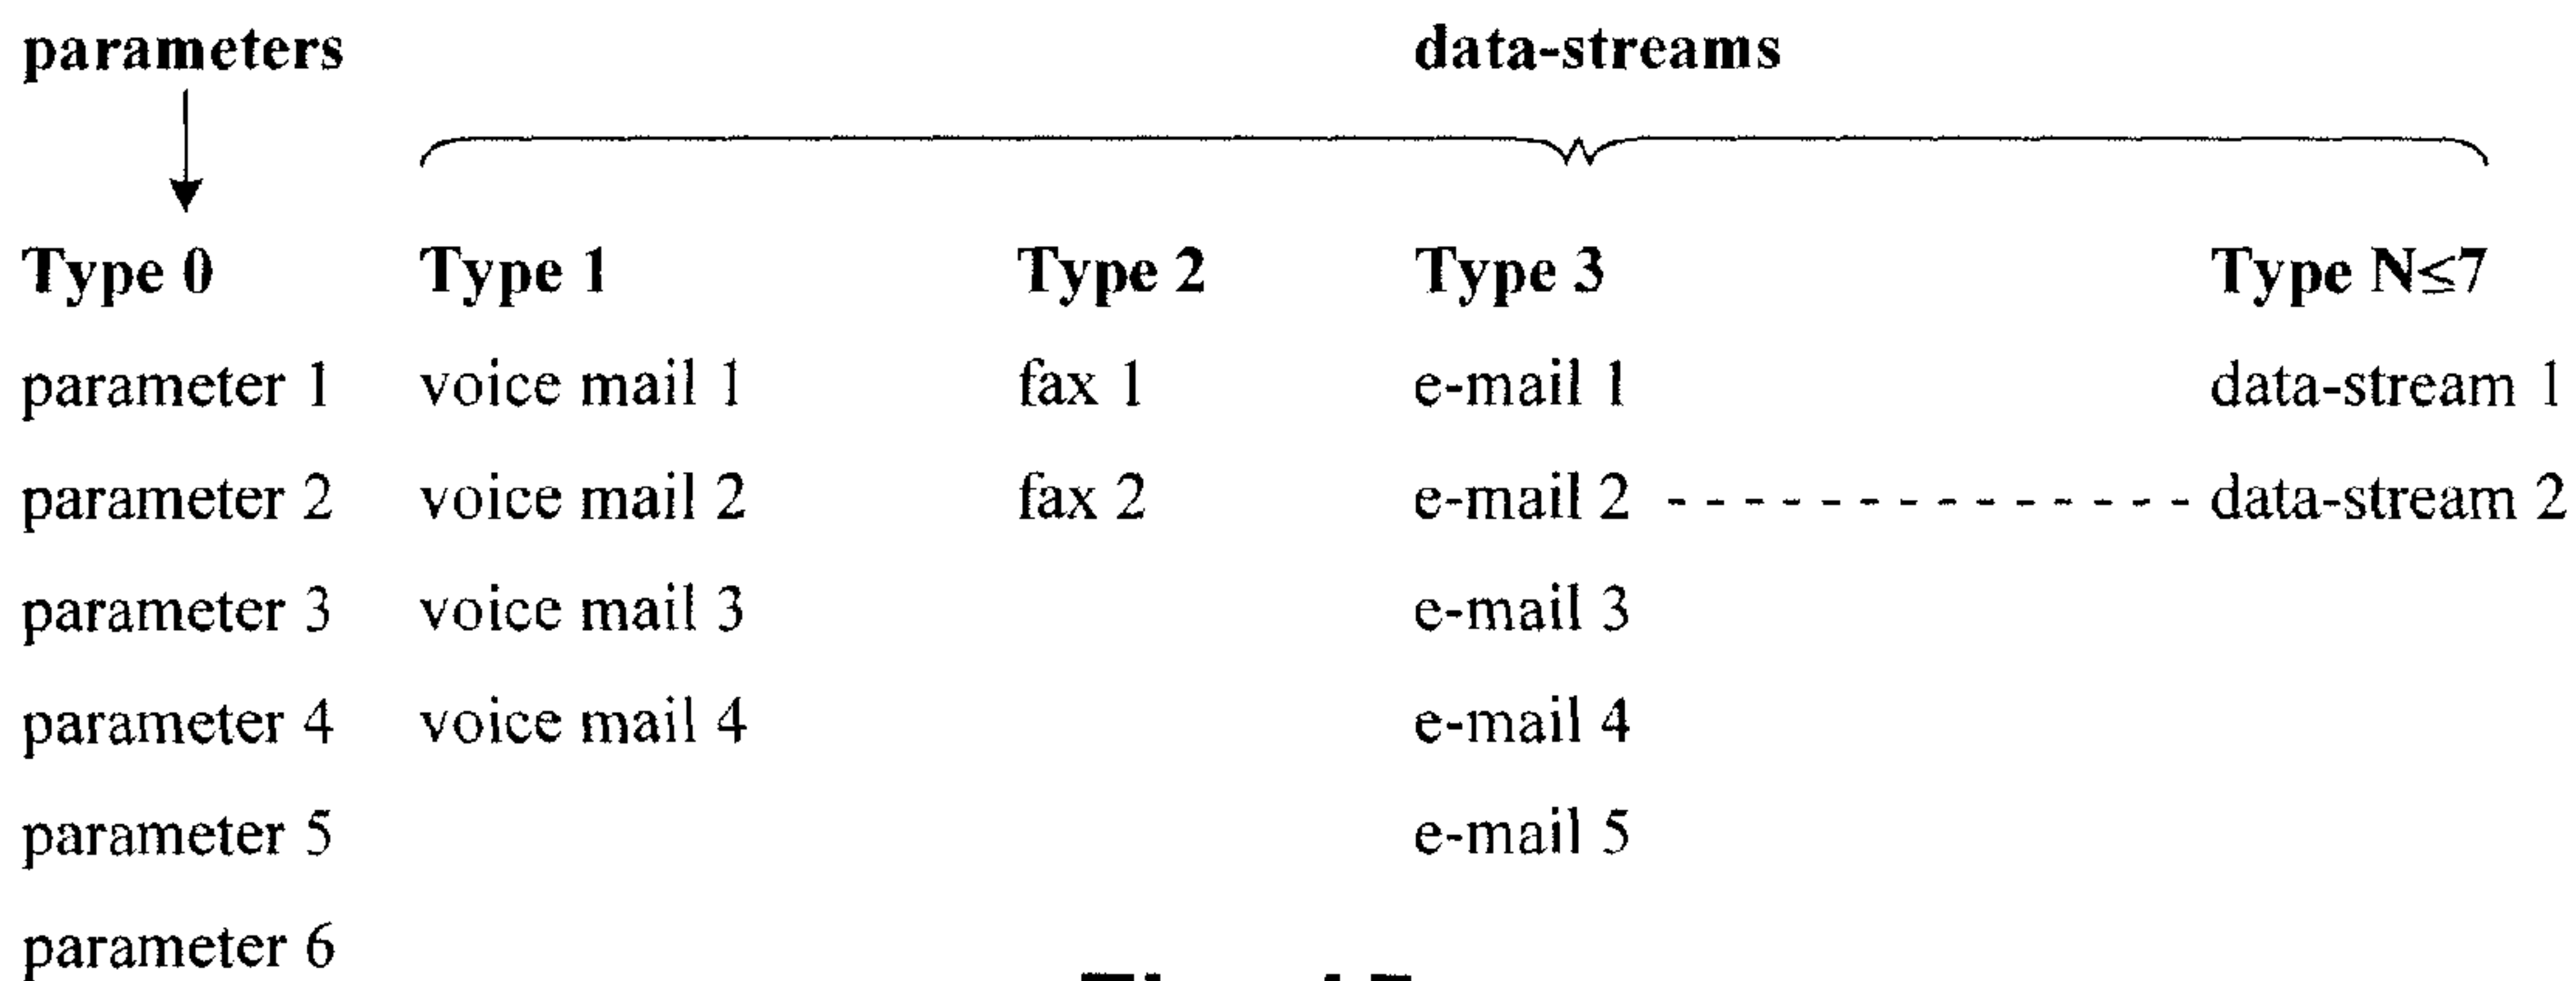 parameters data-streams
Type 0 Type 1 Type 2 Type 3 Type N≤7
parameter 1 voice mail 1 fax 1 e-mail 1 data-stream 1
parameter 2 voice mail 2 fax 2 e-mail 2 - - - - - - - - - - - - - - data-stream 2
parameter 3 voice mail 3 e-mail 3
parameter 4 voice mail 4 e-mail 4
parameter 5 e-mail 5
parameter 6